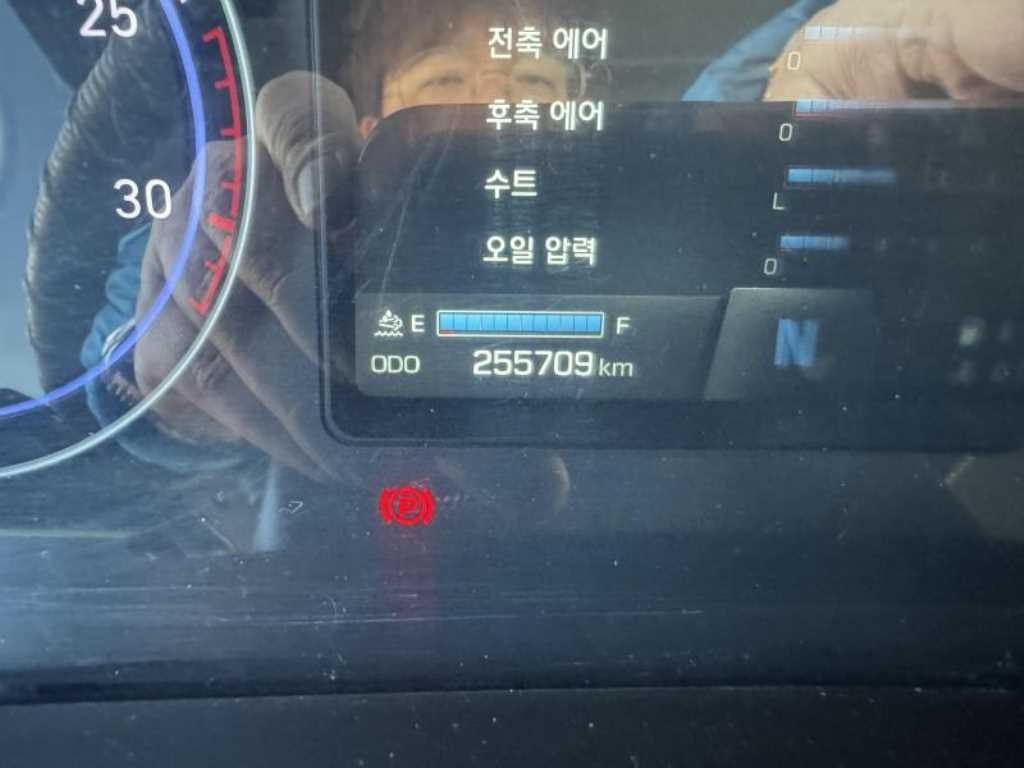 25
전축 에어
0
후축 에어
0
30
수트
L
오일 압력
0
E F
N
ODO 255709 km
P